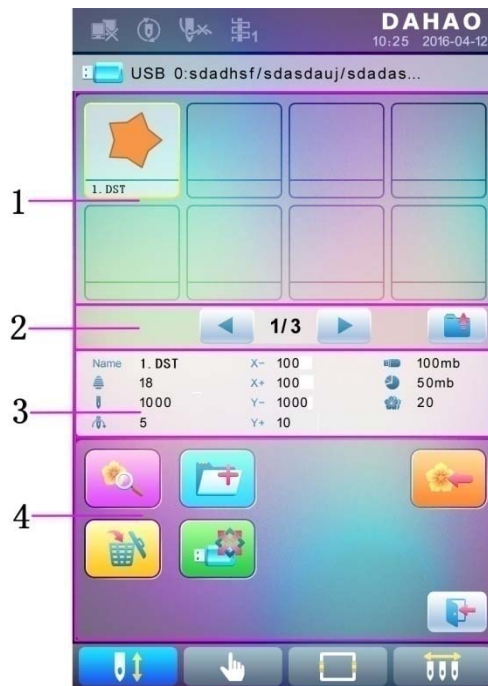 DAHAO
1
10:25 2016-04-12
USB 0:sdadhsf/sdasdauj/sdadas...
1. DST
1
2
1/3
Name 1. DST X- 100 100mb
18 X+ 100 50mb
3
1000 Y- 1000 20
5 Y+ 10
4